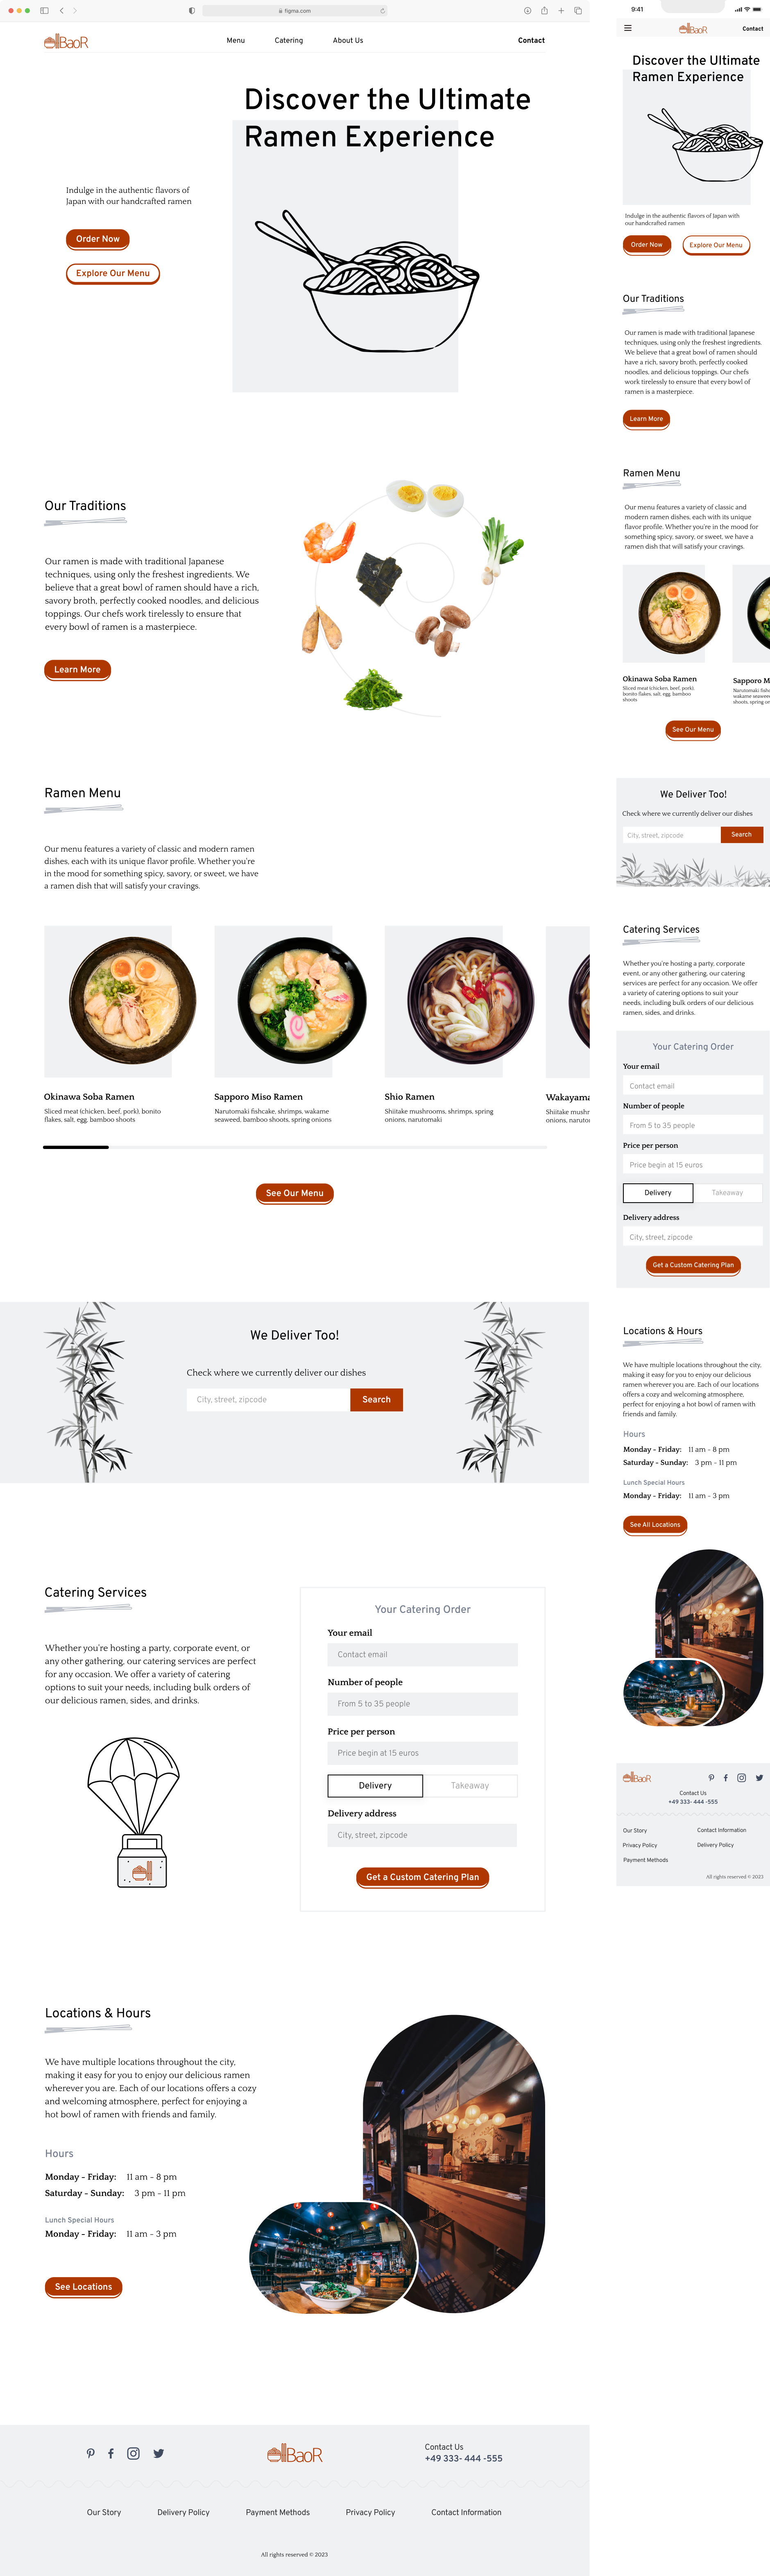 figma.com
BaoR
Menu
Catering
About Us
Contact
Discover the Ultimate
Ramen Experience
Indulge in the authentic flavors of
Japan with our handcrafted ramen
Order Now
Explore Our Menu
Our Traditions
Our ramen is made with traditional Japanese
techniques, using only the freshest ingredients. We
believe that a great bowl of ramen should have a rich,
savory broth, perfectly cooked noodles, and delicious
toppings. Our chefs work tirelessly to ensure that
every bowl of ramen is a masterpiece.
Learn More
Ramen Menu
Our menu features a variety of classic and modern ramen
dishes, each with its unique flavor profile. Whether you're
in the mood for something spicy, savory, or sweet, we have
a ramen dish that will satisfy your cravings.
Okinawa Soba Ramen
Sliced meat (chicken, beef, pork), bonito
flakes, salt, egg, bamboo shoots
Sapporo Miso Ramen
Narutomaki fishcake, shrimps, wakame
seaweed, bamboo shoots, spring onions
Shio Ramen
Shiitake mushrooms, shrimps, spring
onions, narutomaki
Wakayama
Shiitake mushr
onions, naruto
See Our Menu
We Deliver Too!
Check where we currently deliver our dishes
City, street, zipcode
Search
Catering Services
Whether you're hosting a party, corporate event, or
any other gathering, our catering services are perfect
for any occasion. We offer a variety of catering
options to suit your needs, including bulk orders of
our delicious ramen, sides, and drinks.
Your Catering Order
Your email
Contact email
Number of people
From 5 to 35 people
Price per person
Price begin at 15 euros
Delivery
Takeaway
Delivery address
City, street, zipcode
Get a Custom Catering Plan
Locations & Hours
We have multiple locations throughout the city,
making it easy for you to enjoy our delicious ramen
wherever you are. Each of our locations offers a cozy
and welcoming atmosphere, perfect for enjoying a
hot bowl of ramen with friends and family.
Hours
Monday - Friday: 11 am - 8 pm
Saturday - Sunday: 3 pm - 11 pm
Lunch Special Hours
Monday - Friday: 11 am - 3 pm
See Locations
BaoR
Contact Us
+49 333- 444 -555
Our Story
Delivery Policy
Payment Methods
Privacy Policy
Contact Information
All rights reserved © 2023
9:41
BaoR
Contact
Discover the Ultimate
Ramen Experience
Indulge in the authentic flavors of Japan with
our handcrafted ramen
Order Now
Explore Our Menu
Our Traditions
Our ramen is made with traditional Japanese
techniques, using only the freshest ingredients.
We believe that a great bowl of ramen should
have a rich, savory broth, perfectly cooked
noodles, and delicious toppings. Our chefs
work tirelessly to ensure that every bowl of
ramen is a masterpiece.
Learn More
Ramen Menu
Our menu features a variety of classic and
modern ramen dishes, each with its unique
flavor profile. Whether you're in the mood for
something spicy, savory, or sweet, we have a
ramen dish that will satisfy your cravings.
Okinawa Soba Ramen
Sliced meat (chicken, beef, pork),
bonito flakes, salt, egg, bamboo
shoots
Sapporo M
Narutomaki fish
wakame seawee
shoots, spring on
See Our Menu
We Deliver Too!
Check where we currently deliver our dishes
City, street, zipcode
Search
Catering Services
Whether you're hosting a party, corporate
event, or any other gathering, our catering
services are perfect for any occasion. We offer
a variety of catering options to suit your
needs, including bulk orders of our delicious
ramen, sides, and drinks.
Your Catering Order
Your email
Contact email
Number of people
From 5 to 35 people
Price per person
Price begin at 15 euros
Delivery
Takeaway
Delivery address
City, street, zipcode
Get a Custom Catering Plan
Locations & Hours
We have multiple locations throughout the city,
making it easy for you to enjoy our delicious
ramen wherever you are. Each of our locations
offers a cozy and welcoming atmosphere,
perfect for enjoying a hot bowl of ramen with
friends and family.
Hours
Monday - Friday: 11 am - 8 pm
Saturday - Sunday: 3 pm - 11 pm
Lunch Special Hours
Monday - Friday: 11 am - 3 pm
See All Locations
BaoR
Contact Us
+49 333- 444 -555
Our Story
Contact Information
Privacy Policy
Delivery Policy
Payment Methods
All rights reserved © 2023